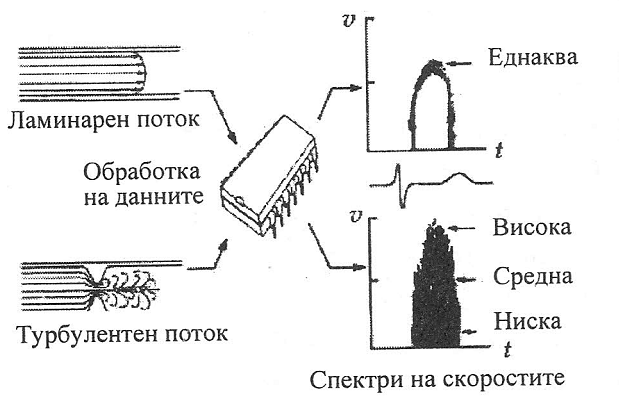 v
Еднаква
Ламинарен поток
t
Обработка
на данните
v
Висока
Средна
Ниска
Турбулентен поток
t
Спектри на скоростите